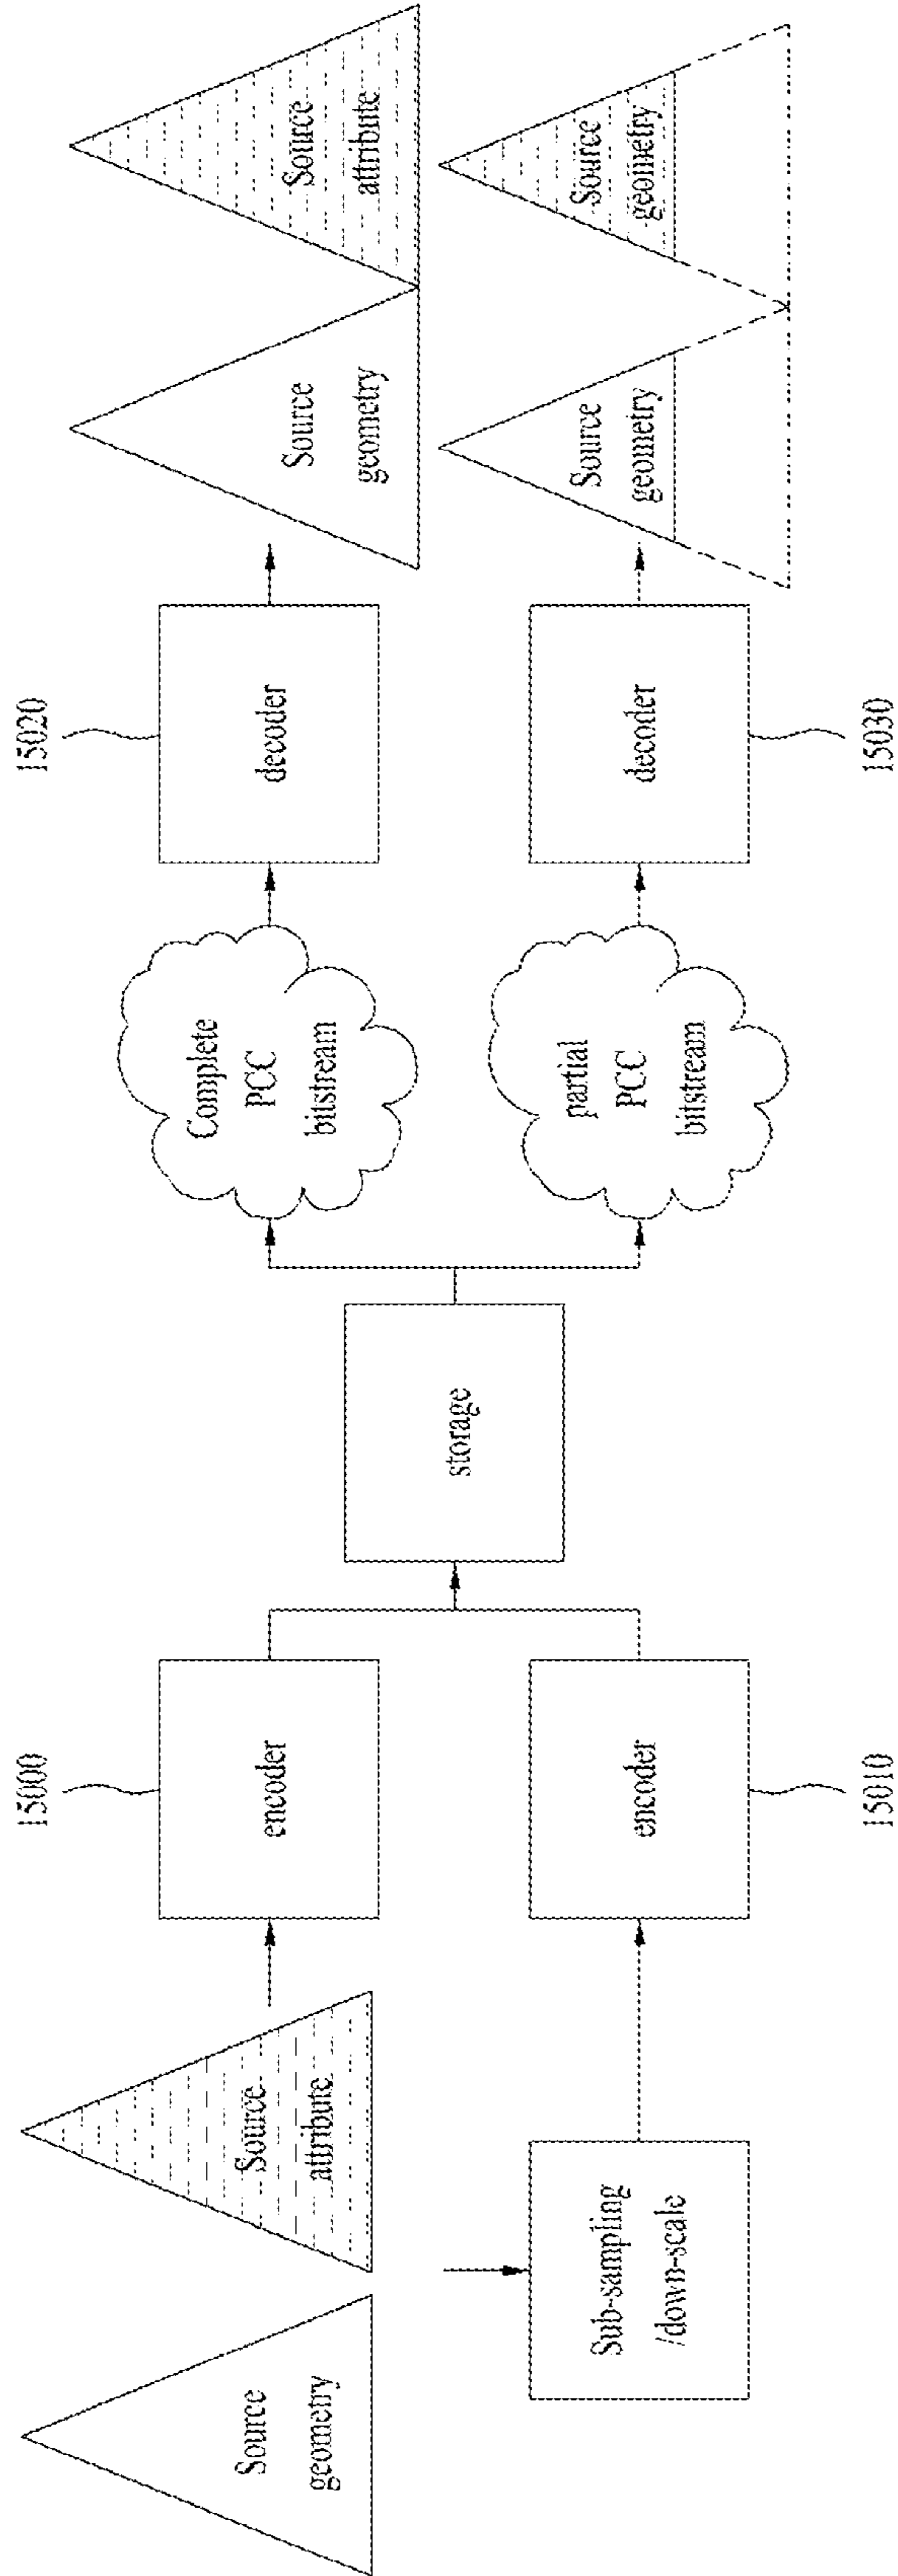 Source
geometry
Source
attribute
15000
encoder
Sub-sampling
/down-scale
encoder
15010
storage
Complete
PCC
bitstream
partial
PCC
bitstream
15020
decoder
decoder
15030
Source
geometry
Source
attribute
Source
geometry
Source
geometry